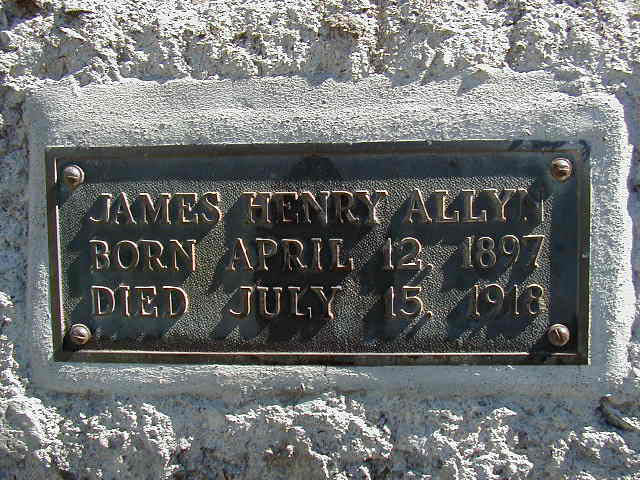 JAMES HENRY ALLYN
BORN APRIL 12, 1897
DIED JULY 15, 1918